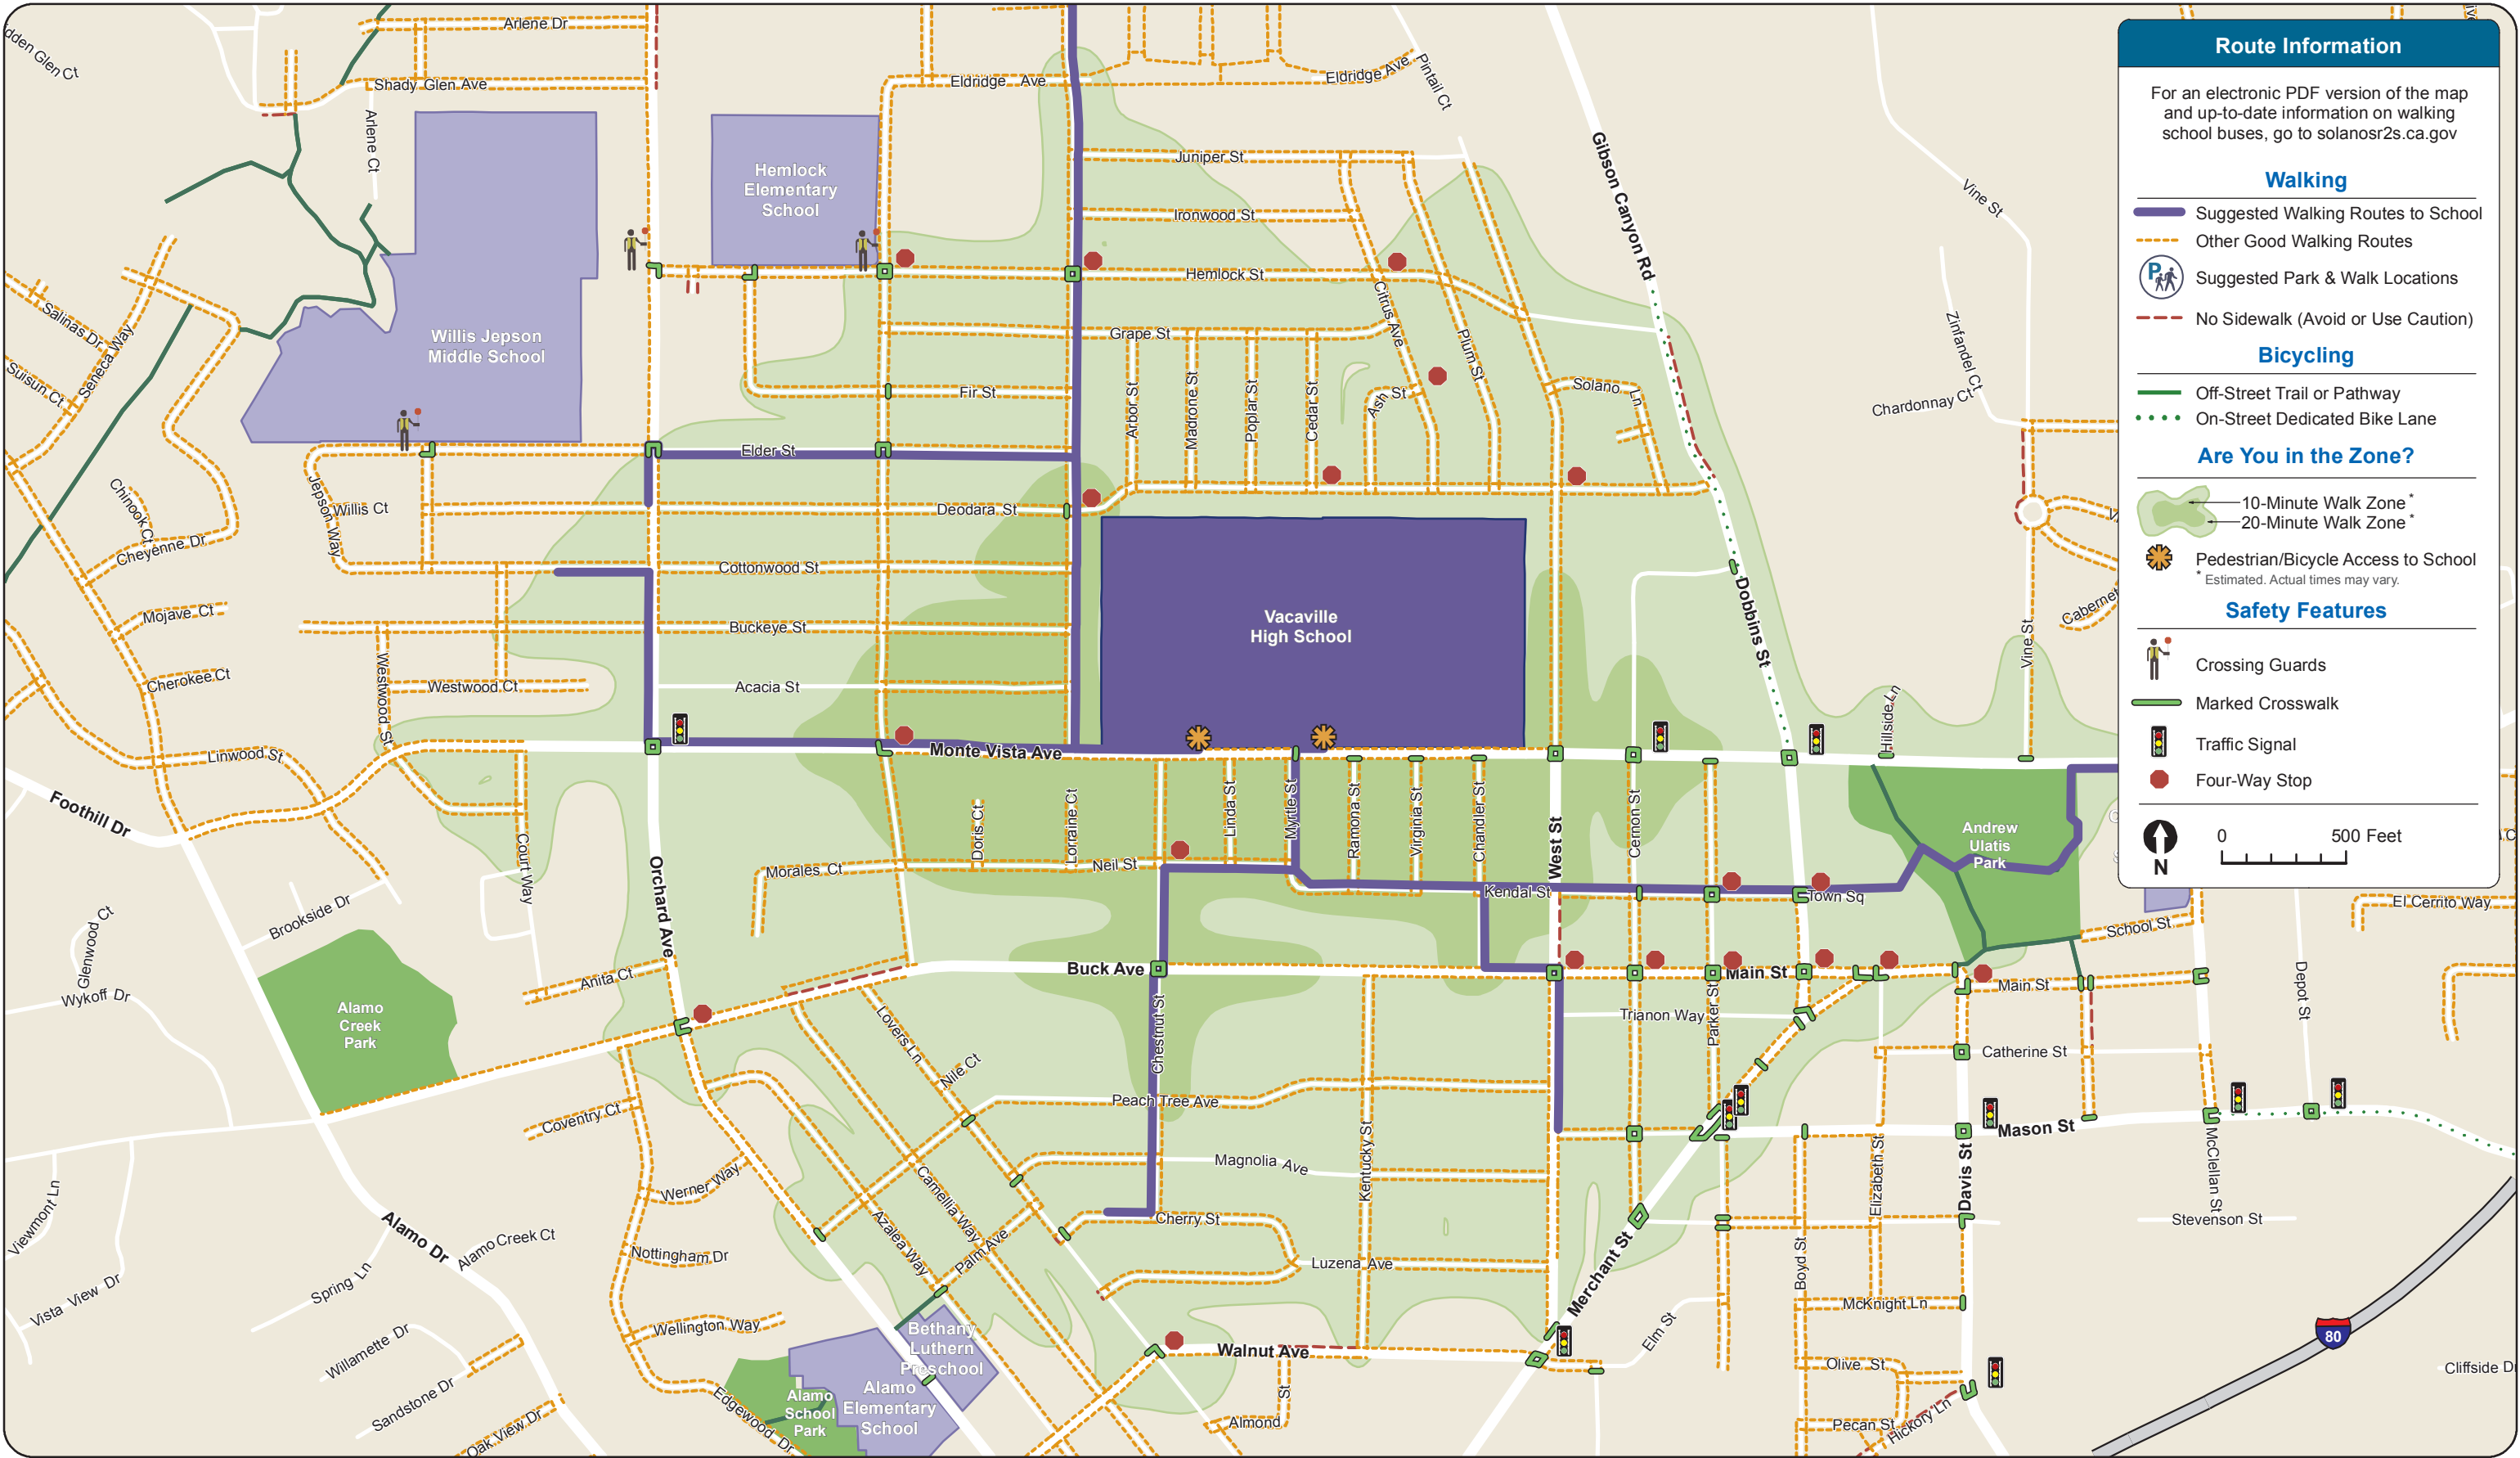 Arlene Dr
dden Glen Ct
Shady Glen Ave
Arlene Ct
Eldridge Ave
Eldridge Ave
Pintail Ct
Gibson Canyon Rd
Juniper St
Ironwood St
Hemlock St
Hemlock
Elementary
School
Willis Jepson
Middle School
Salinas Dr
Seneca Way
Suisun Ct
Grape St
Citrus Ave
Plum St
Fir St
Arbor St
Madrone St
Poplar St
Cedar St
Ash St
Solano Ln
Vine St
Zinfandel Ct
Chardonnay Ct
Elder St
Chinook Ct
Jepson Way
Willis Ct
Deodara St
Cheyenne Dr
Cottonwood St
Mojave Ct
Buckeye St
Vacaville
High School
Dobbins St
Cabernet
Vine St
Cherokee Ct
Westwood St
Westwood Ct
Acacia St
Hillside Ln
Linwood St
Monte Vista Ave
Foothill Dr
Court Way
Orchard Ave
Doris Ct
Lorraine Ct
Linda St
Myrtle St
Ramona St
Virginia St
Chandler St
West St
Cernon St
Andrew
Ulatis
Park
Morales Ct
Neil St
Kendal St
Town Sq
El Cerrito Way
School St
Brookside Dr
Glenwood Ct
Wykoff Dr
Anita Ct
Buck Ave
Main St
Main St
Depot St
Alamo
Creek
Park
Lovers Ln
Nile Ct
Chestnut St
Parker St
Trianon Way
Catherine St
Coventry Ct
Peach Tree Ave
Mason St
Magnolia Ave
Kentucky St
Elizabeth St
Davis St
McClelan St
Werner Way
Camellia Way
Azalea Way
Palm Ave
Cherry St
Stevenson St
Viewmont Ln
Alamo Dr
Alamo Creek Ct
Nottingham Dr
Luzena Ave
Merchant St
Boyd St
Vista View Dr
Spring Ln
McKnight Ln
Elm St
Wellington Way
Willamette Dr
Bethany
Luthern
Preschool
Walnut Ave
Olive St
80
Cliffside D
Sandstone Dr
Oak View Dr
Edgewood Dr
Alamo
School
Park
Alamo
Elementary
School
St
Almond
Pecan St
Hickory Ln
Route Information
For an electronic PDF version of the map
and up-to-date information on walking
school buses, go to solanosr2s.ca.gov
Walking
Suggested Walking Routes to School
Other Good Walking Routes
P
Suggested Park & Walk Locations
No Sidewalk (Avoid or Use Caution)
Bicycling
Off-Street Trail or Pathway
On-Street Dedicated Bike Lane
Are You in the Zone?
10-Minute Walk Zone *
20-Minute Walk Zone *
Pedestrian/Bicycle Access to School
* Estimated. Actual times may vary.
Safety Features
Crossing Guards
Marked Crosswalk
Traffic Signal
Four-Way Stop
0 500 Feet
N